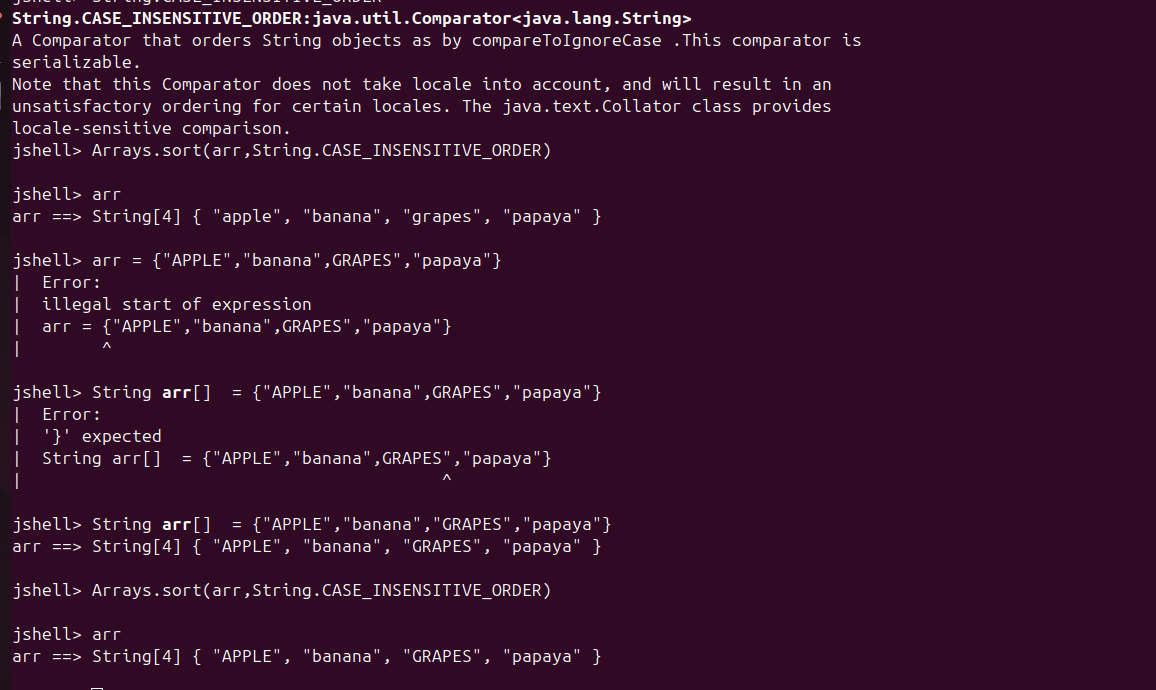 jshell> String.CASE_INSENSITIVE_ORDER
String.CASE_INSENSITIVE_ORDER:java.util.Comparator<java.lang.String>
A Comparator that orders String objects as by compareToIgnoreCase .This comparator is
serializable.
Note that this Comparator does not take locale into account, and will result in an
unsatisfactory ordering for certain locales. The java.text.Collator class provides
locale-sensitive comparison.
jshell> Arrays.sort(arr,String.CASE_INSENSITIVE_ORDER)
jshell> arr
arr ==> String[4] { "apple", "banana", "grapes", "papaya" }
jshell> arr = {"APPLE","banana",GRAPES","papaya"}
|  Error:
|  illegal start of expression
|  arr = {"APPLE","banana",GRAPES","papaya"}
|        ^
jshell> String arr[]  = {"APPLE","banana",GRAPES","papaya"}
|  Error:
|  '}' expected
|  String arr[]  = {"APPLE","banana",GRAPES","papaya"}
|                                          ^
jshell> String arr[]  = {"APPLE","banana","GRAPES","papaya"}
arr ==> String[4] { "APPLE", "banana", "GRAPES", "papaya" }
jshell> Arrays.sort(arr,String.CASE_INSENSITIVE_ORDER)
jshell> arr
arr ==> String[4] { "APPLE", "banana", "GRAPES", "papaya" }